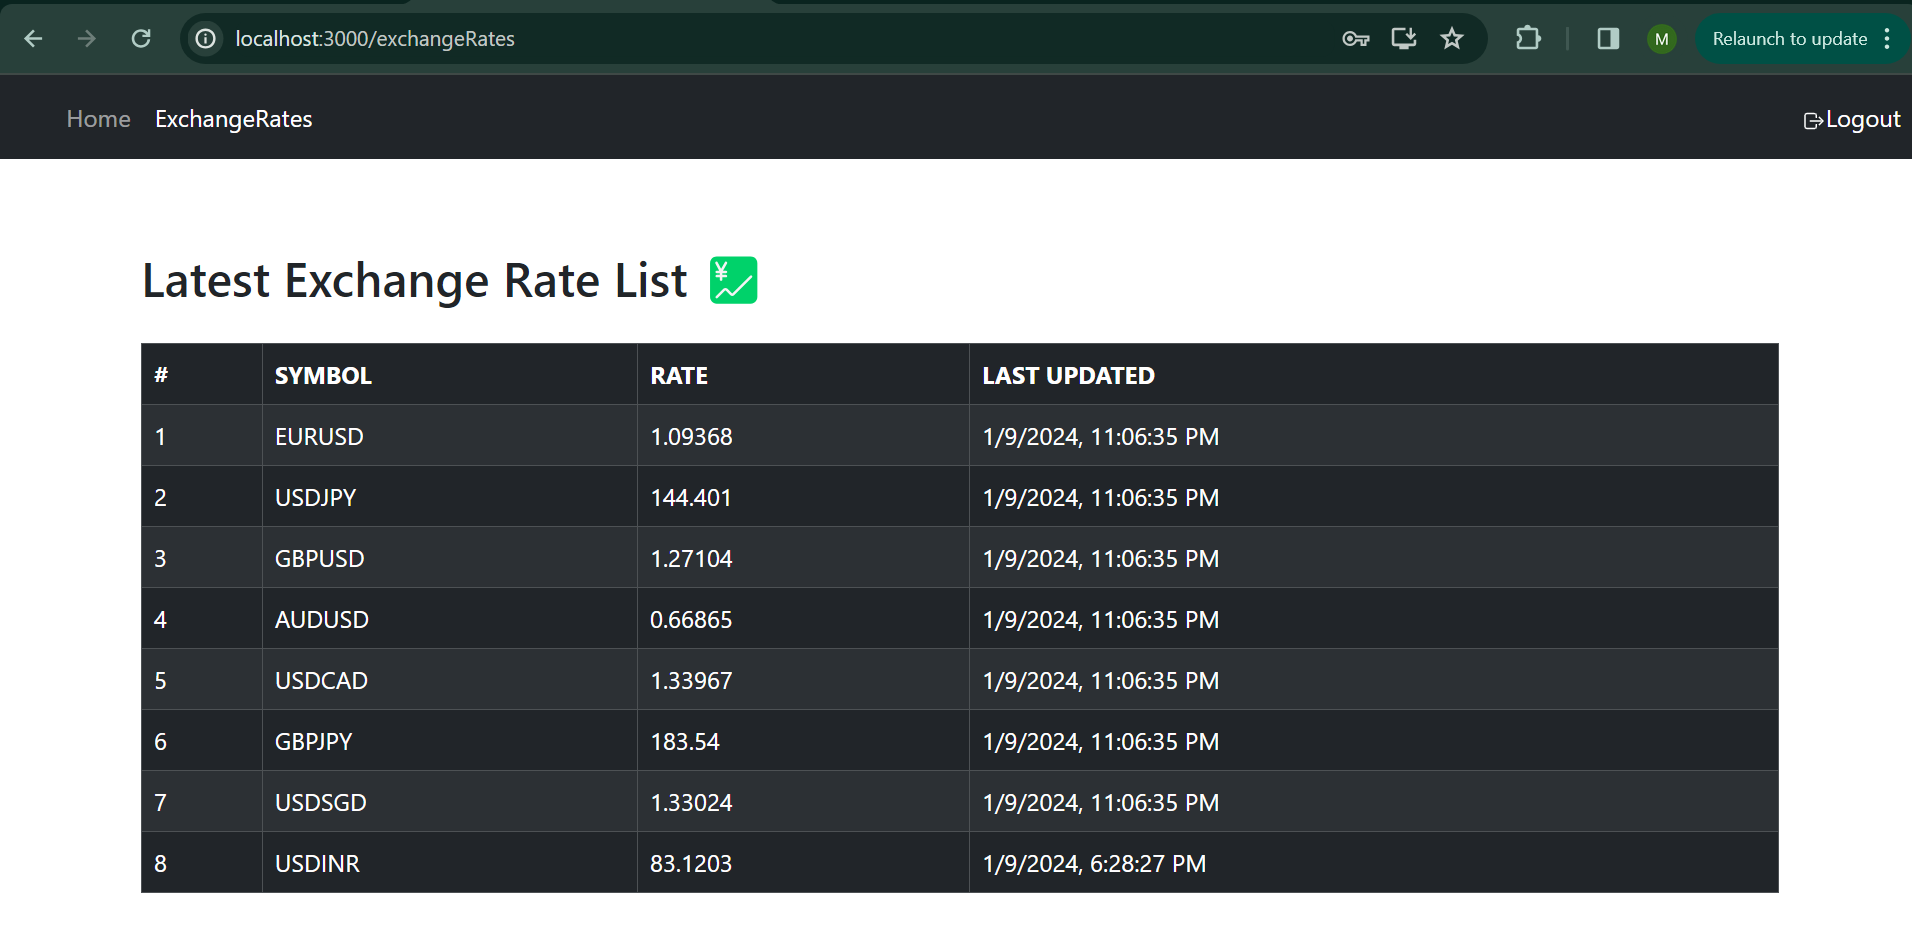 localhost:3000/exchangeRates M Relaunch to update
Home ExchangeRates Logout
Latest Exchange Rate List 💹
# SYMBOL RATE LAST UPDATED
1 EURUSD 1.09368 1/9/2024, 11:06:35 PM
2 USDJPY 144.401 1/9/2024, 11:06:35 PM
3 GBPUSD 1.27104 1/9/2024, 11:06:35 PM
4 AUDUSD 0.66865 1/9/2024, 11:06:35 PM
5 USDCAD 1.33967 1/9/2024, 11:06:35 PM
6 GBPJPY 183.54 1/9/2024, 11:06:35 PM
7 USDSGD 1.33024 1/9/2024, 11:06:35 PM
8 USDINR 83.1203 1/9/2024, 6:28:27 PM